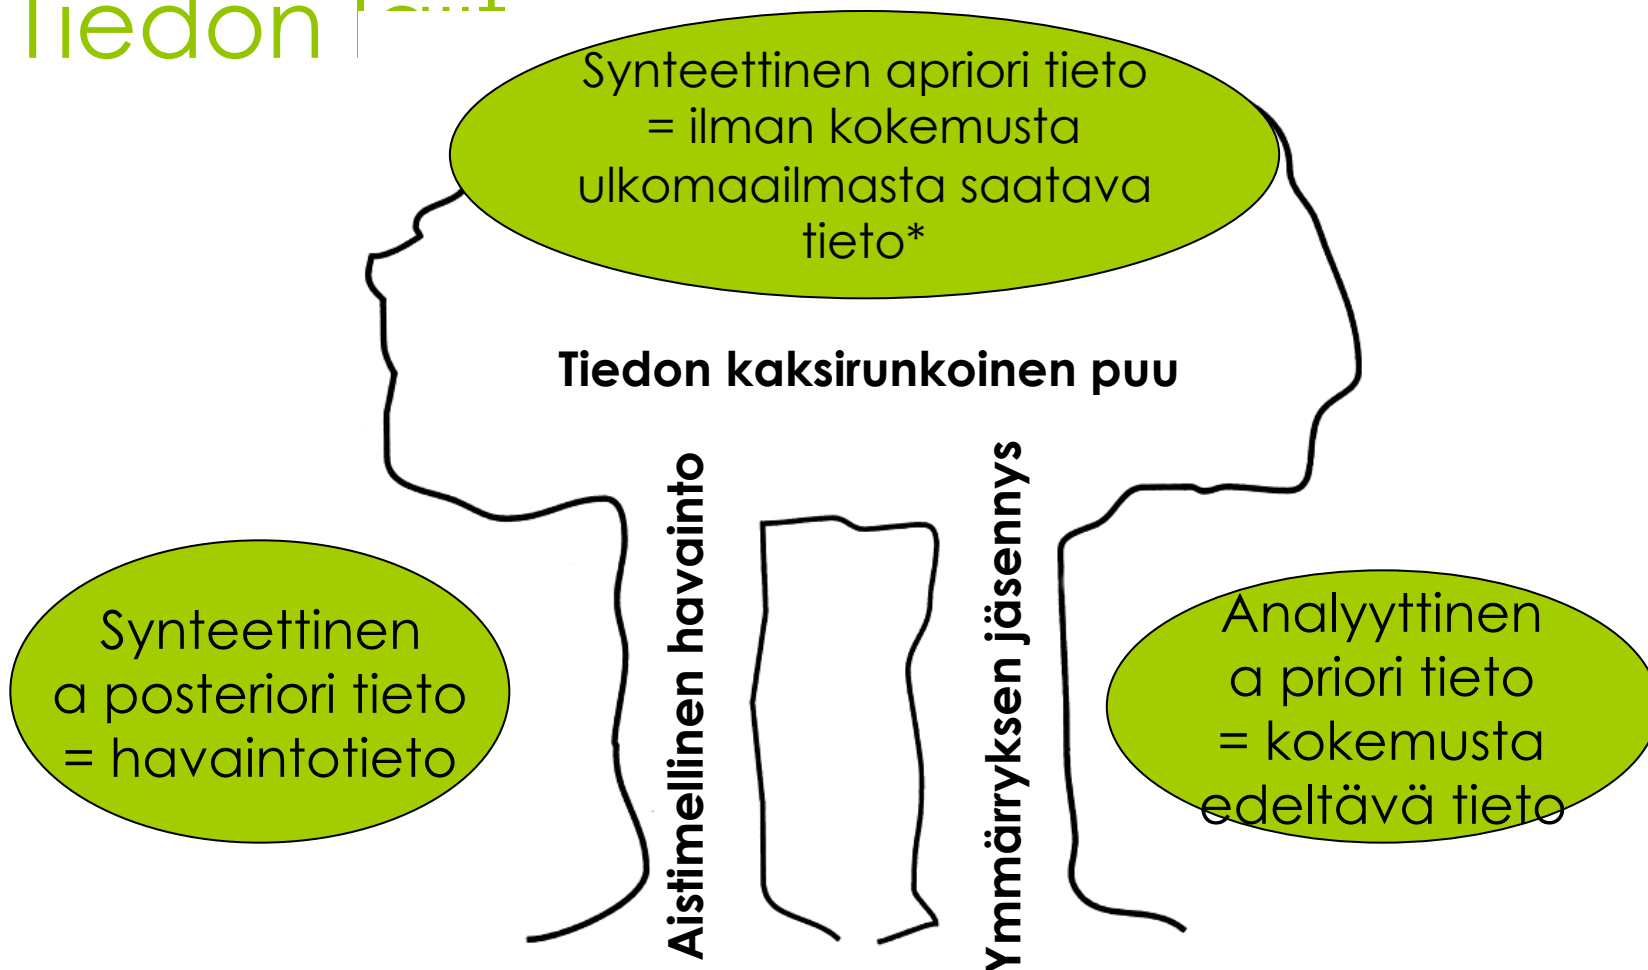 Tiedon
Synteettinen apriori tieto
= ilman kokemusta
ulkomaailmasta saatava
tieto*
Tiedon kaksirunkoinen puu
Aistimellinen havainto
Ymmärryksen jäsennys
Synteettinen
a posteriori tieto
= havaintotieto
Analyyttinen
a priori tieto
= kokemusta
edeltävä tieto